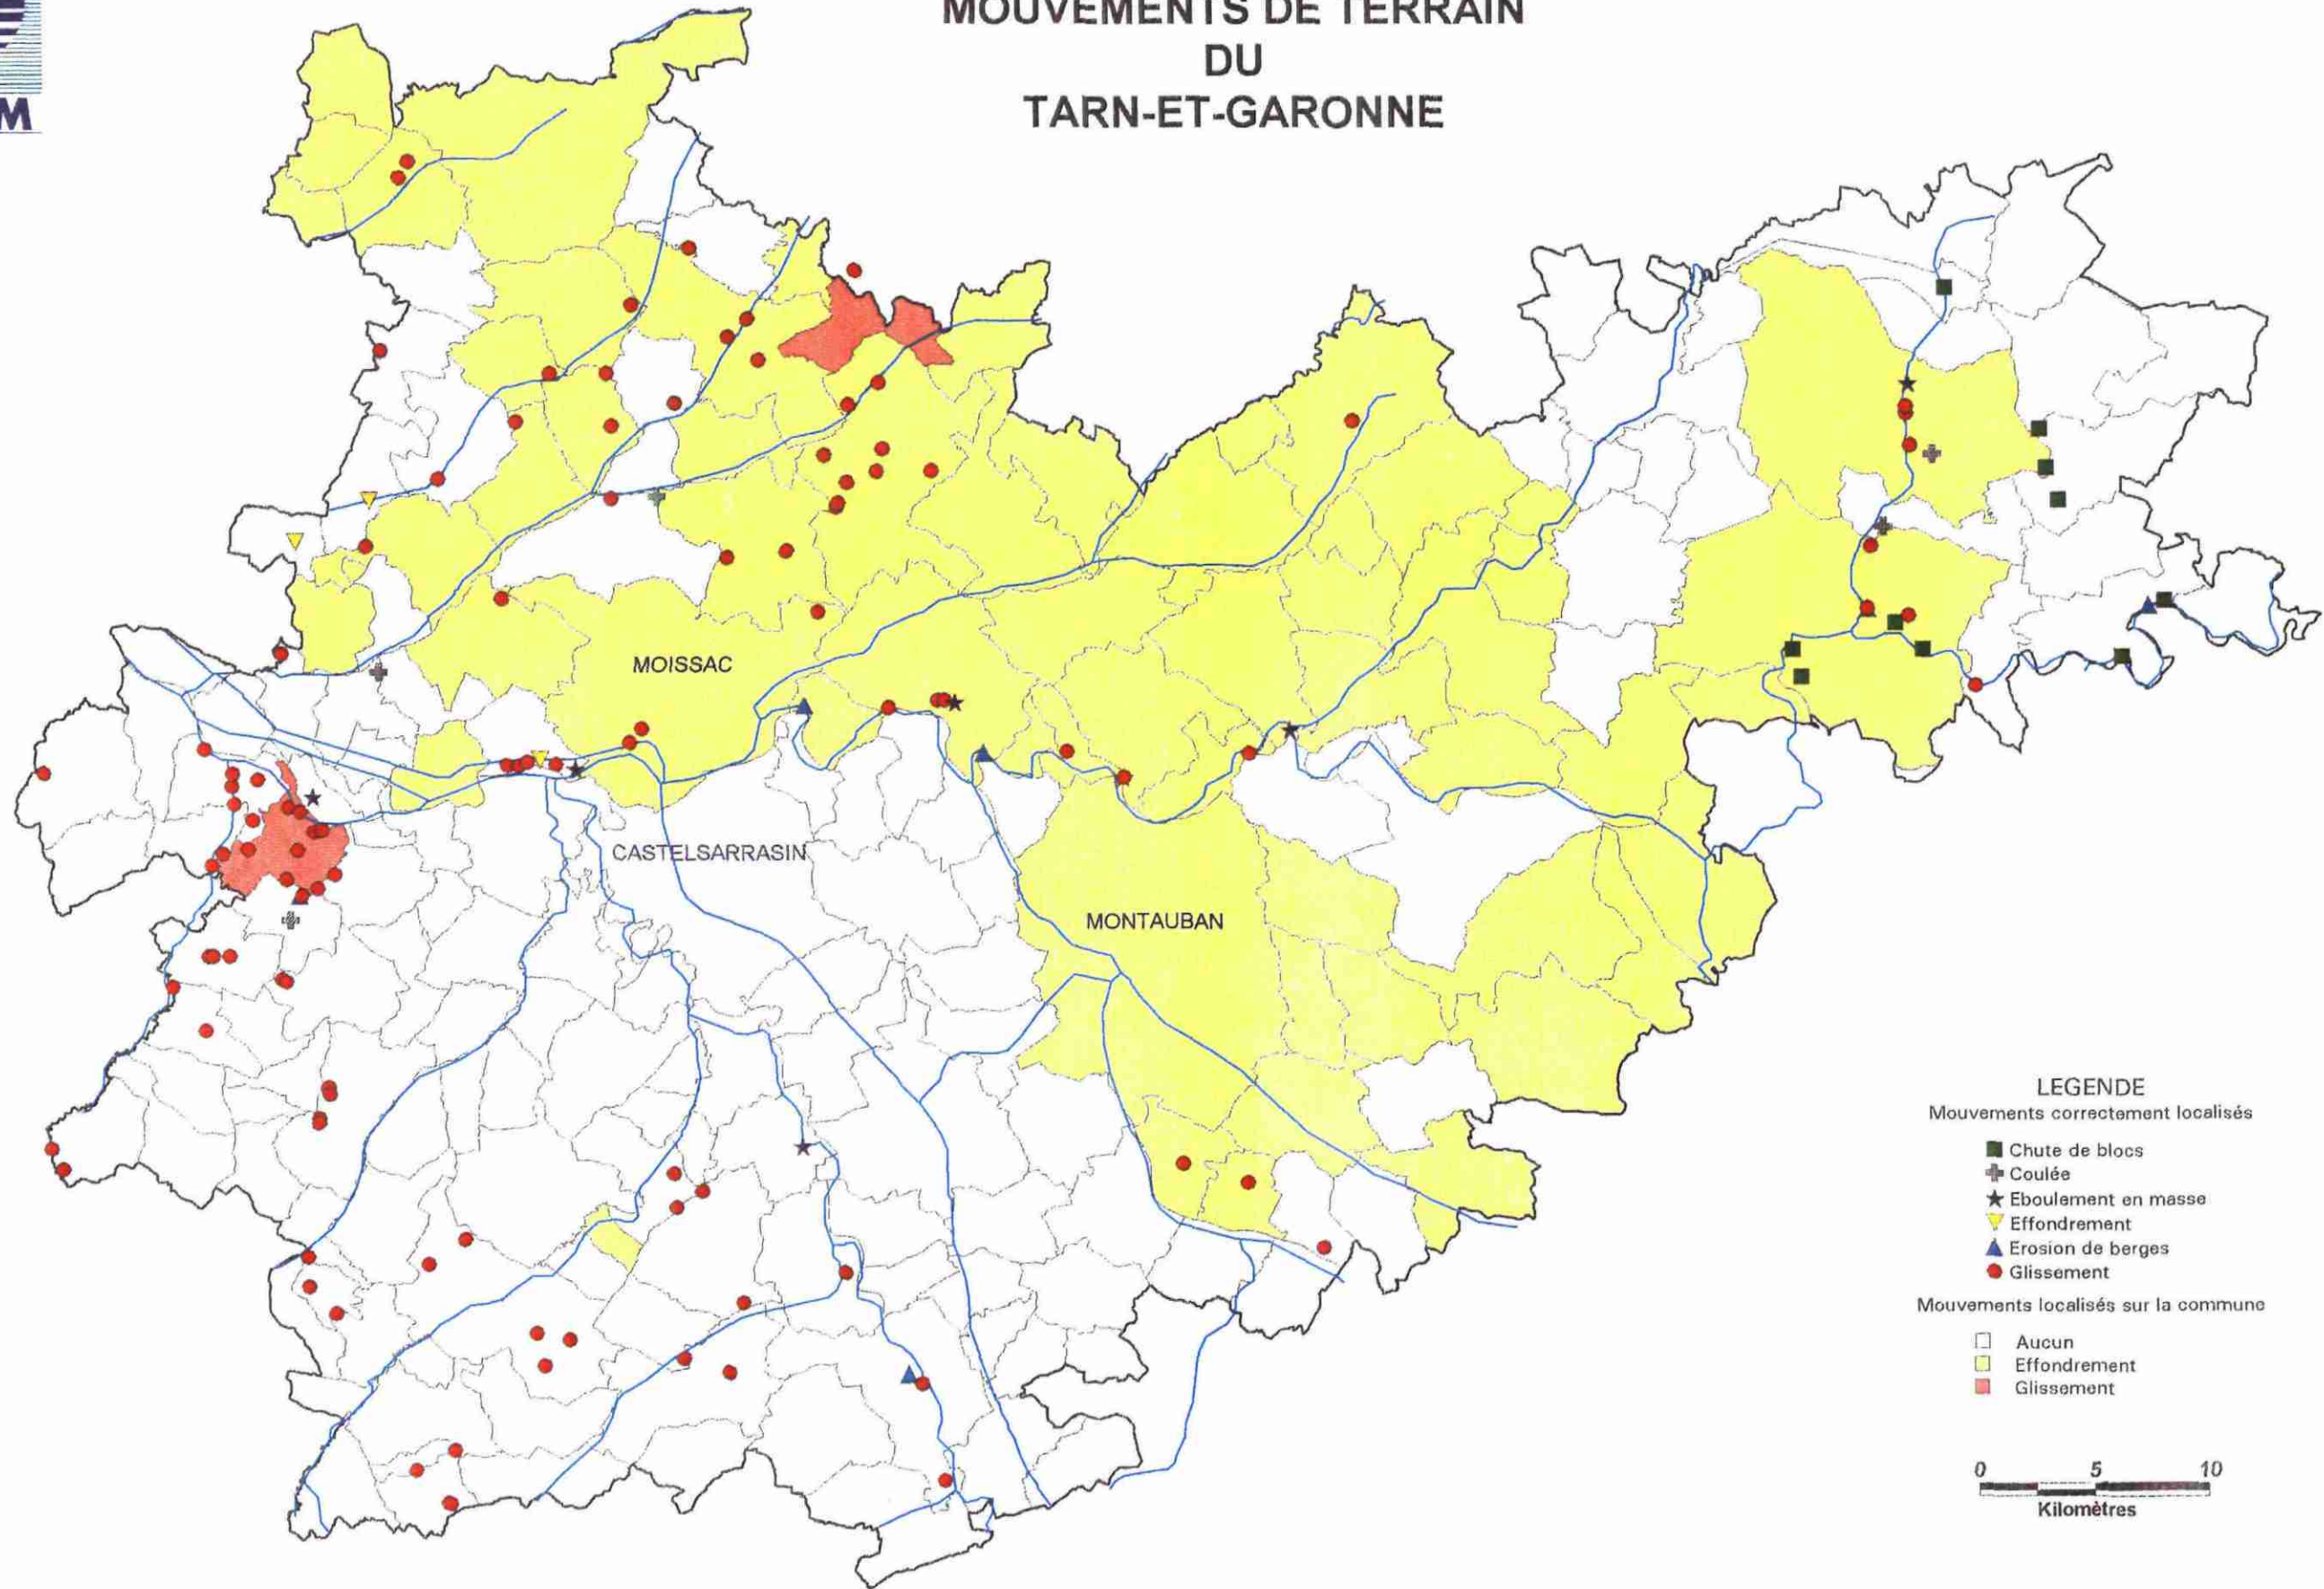 M
MOUVEMENTS DE TERRAIN
DU
TARN-ET-GARONNE
MOISSAC
CASTELSARRASIN
MONTAUBAN
LEGENDE
Mouvements correctement localisés
Chute de blocs
Coulée
Eboulement en masse
Effondrement
Erosion de berges
Glissement
Mouvements localisés sur la commune
Aucun
Effondrement
Glissement
0 5 10
Kilomètres